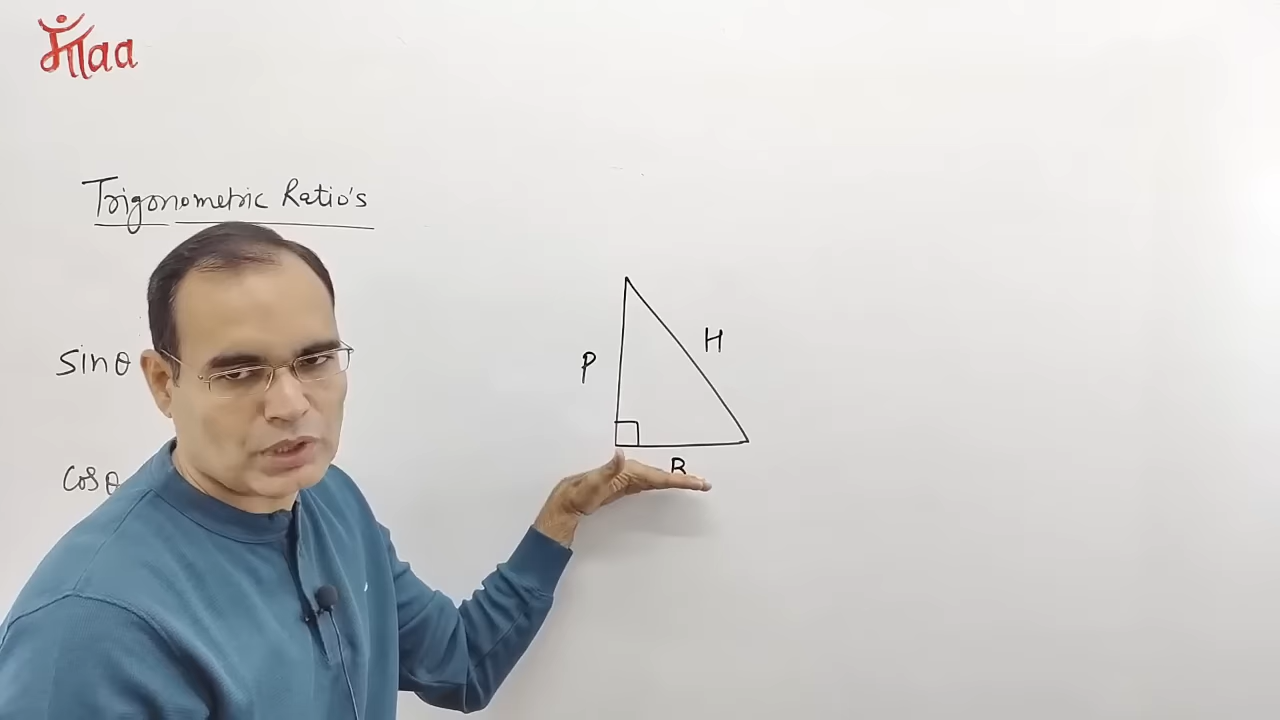 माँaa
Trigonometric Ratio's
sinθ
P
H
B
cosθ